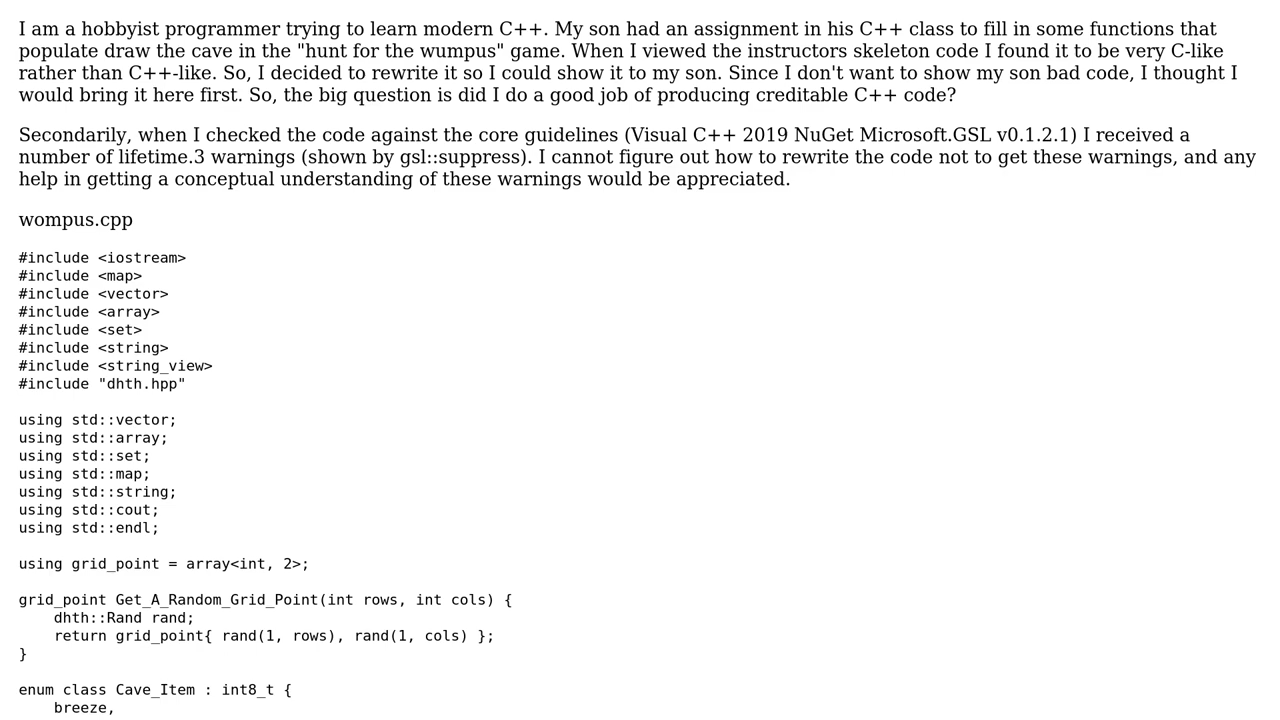 I am a hobbyist programmer trying to learn modern C++. My son had an assignment in his C++ class to fill in some functions that
populate draw the cave in the "hunt for the wumpus" game. When I viewed the instructors skeleton code I found it to be very C-like
rather than C++-like. So, I decided to rewrite it so I could show it to my son. Since I don't want to show my son bad code, I thought I
would bring it here first. So, the big question is did I do a good job of producing creditable C++ code?
Secondarily, when I checked the code against the core guidelines (Visual C++ 2019 NuGet Microsoft.GSL v0.1.2.1) I received a
number of lifetime.3 warnings (shown by gsl::suppress). I cannot figure out how to rewrite the code not to get these warnings, and any
help in getting a conceptual understanding of these warnings would be appreciated.
wompus.cpp
#include <iostream>
#include <map>
#include <vector>
#include <array>
#include <set>
#include <string>
#include <string_view>
#include "dhth.hpp"
using std::vector;
using std::array;
using std::set;
using std::map;
using std::string;
using std::cout;
using std::endl;
using grid_point = array<int, 2>;
grid_point Get_A_Random_Grid_Point(int rows, int cols) {
    dhth::Rand rand;
    return grid_point{ rand(1, rows), rand(1, cols) };
}
enum class Cave_Item : int8_t {
    breeze,